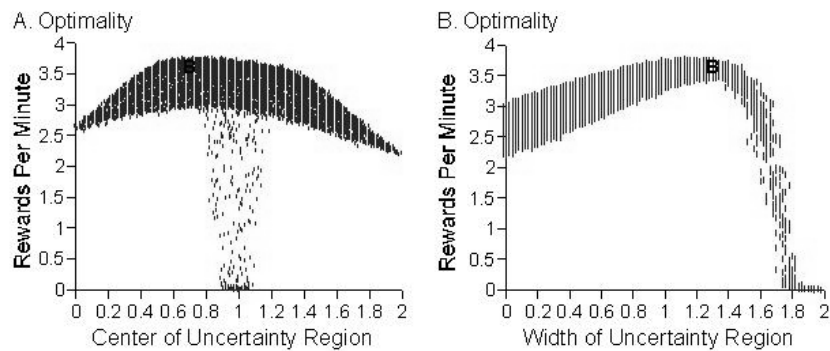 A. Optimality
4
3.5
3
2.5
2
1.5
1
0.5
0
Rewards Per Minute
B
0 0.2 0.4 0.6 0.8 1 1.2 1.4 1.6 1.8 2
Center of Uncertainty Region
B. Optimality
4
3.5
3
2.5
2
1.5
1
0.5
0
Rewards Per Minute
B
0 0.2 0.4 0.6 0.8 1 1.2 1.4 1.6 1.8 2
Width of Uncertainty Region